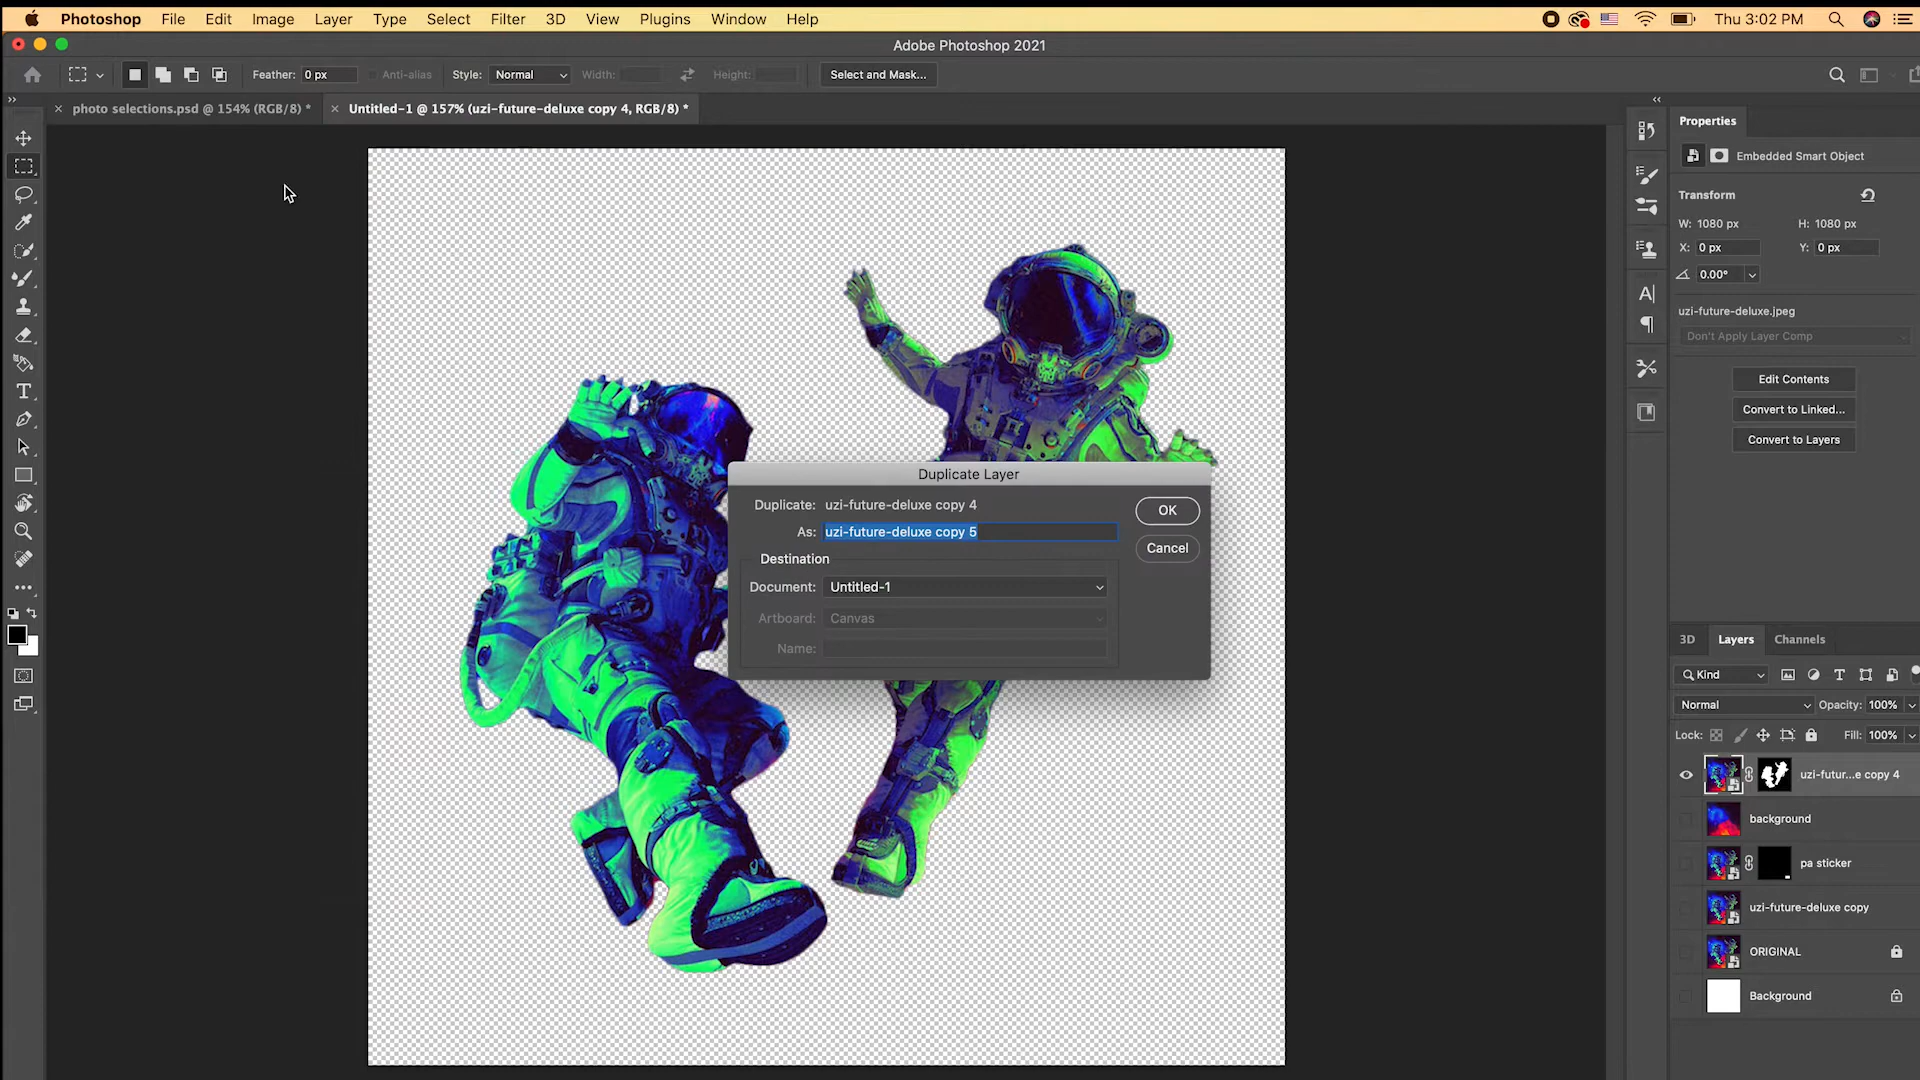 Photoshop File Edit Image Layer Type Select Filter 3D View Plugins Window Help Thu 3:02 PM
Adobe Photoshop 2021
Feather: 0 px Anti-alias Style: Normal Width: Height: Select and Mask...
photo selections.psd @ 154% (RGB/8) * Untitled-1 @ 157% (uzi-future-deluxe copy 4, RGB/8) *
Properties
Embedded Smart Object
Transform
W: 1080 px H: 1080 px
X: 0 px Y: 0 px
0.00°
uzi-future-deluxe.jpeg
Don't Apply Layer Comp
Edit Contents
Convert to Linked...
Convert to Layers
Duplicate Layer
Duplicate: uzi-future-deluxe copy 4
OK
As: uzi-future-deluxe copy 5
Cancel
Destination
Document: Untitled-1
Artboard: Canvas
Name:
3D Layers Channels
Kind
Normal Opacity: 100%
Lock: Fill: 100%
uzi-futur...e copy 4
background
pa sticker
uzi-future-deluxe copy
ORIGINAL
Background